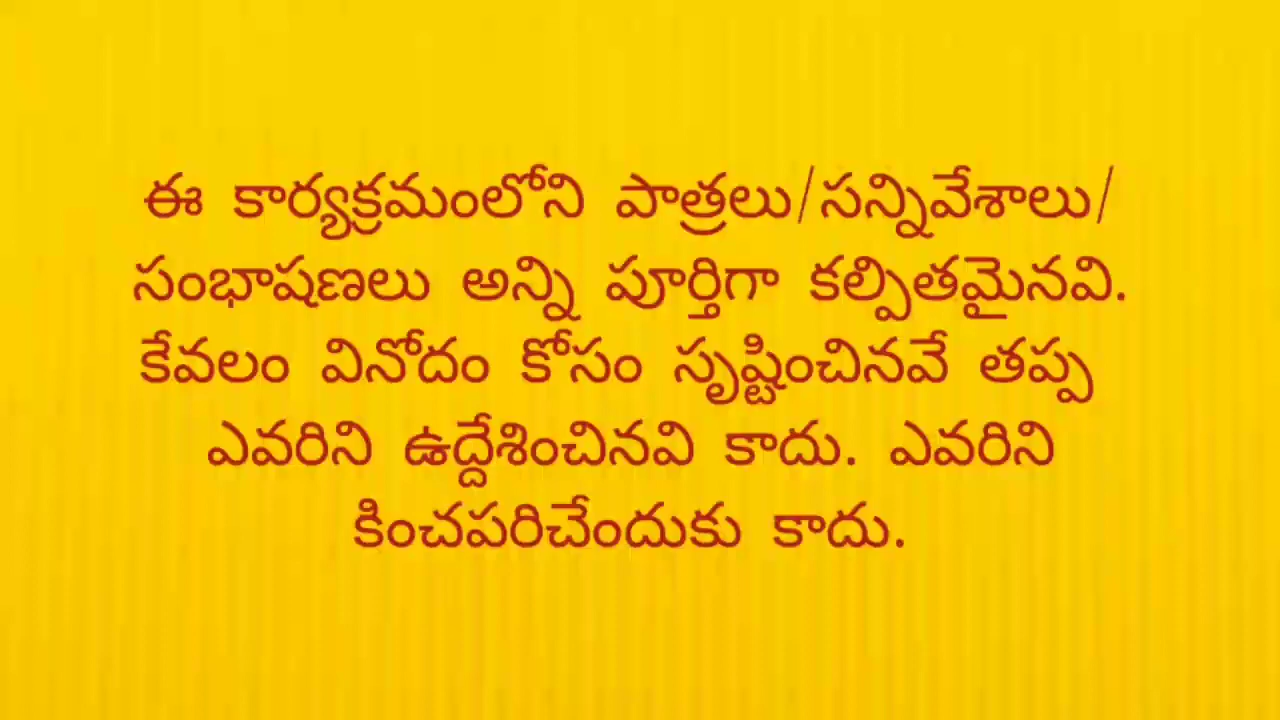 ఈ కార్యక్రమంలోని పాత్రలు/సన్నివేశాలు/
సంభాషణలు అన్ని పూర్తిగా కల్పితమైనవి.
కేవలం వినోదం కోసం సృష్టించినవే తప్ప
ఎవరిని ఉద్దేశించినవి కాదు. ఎవరిని
కించపరిచేందుకు కాదు.